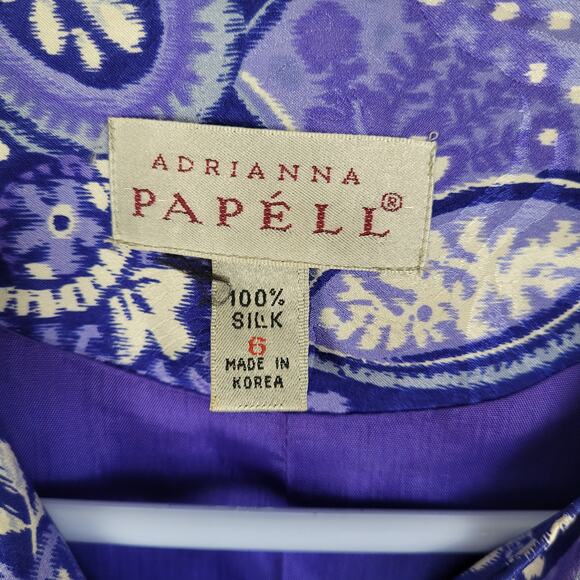 ADRIANNA
PAPÉLL®
100%
SILK
6
MADE IN
KOREA